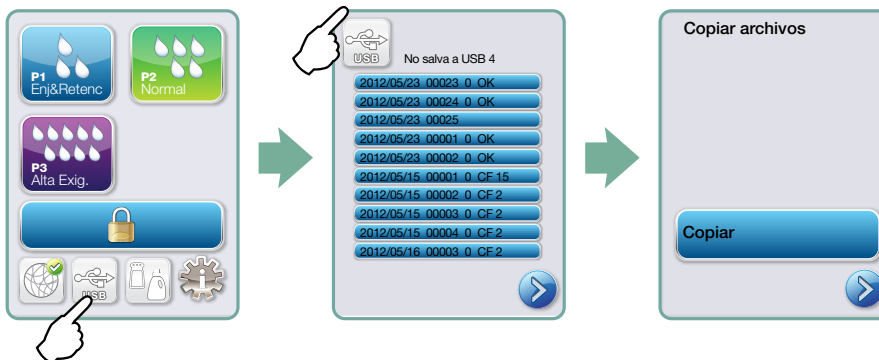 P1
Enj&Retenc
P2
Normal
P3
Alta Exig.
USB
USB
No salva a USB 4
2012/05/23 00023 0 OK
2012/05/23 00024 0 OK
2012/05/23 00025
2012/05/23 00001 0 OK
2012/05/23 00002 0 OK
2012/05/15 00001 0 CF 15
2012/05/15 00002 0 CF 2
2012/05/15 00003 0 CF 2
2012/05/15 00004 0 CF 2
2012/05/16 00003 0 CF 2
Copiar archivos
Copiar